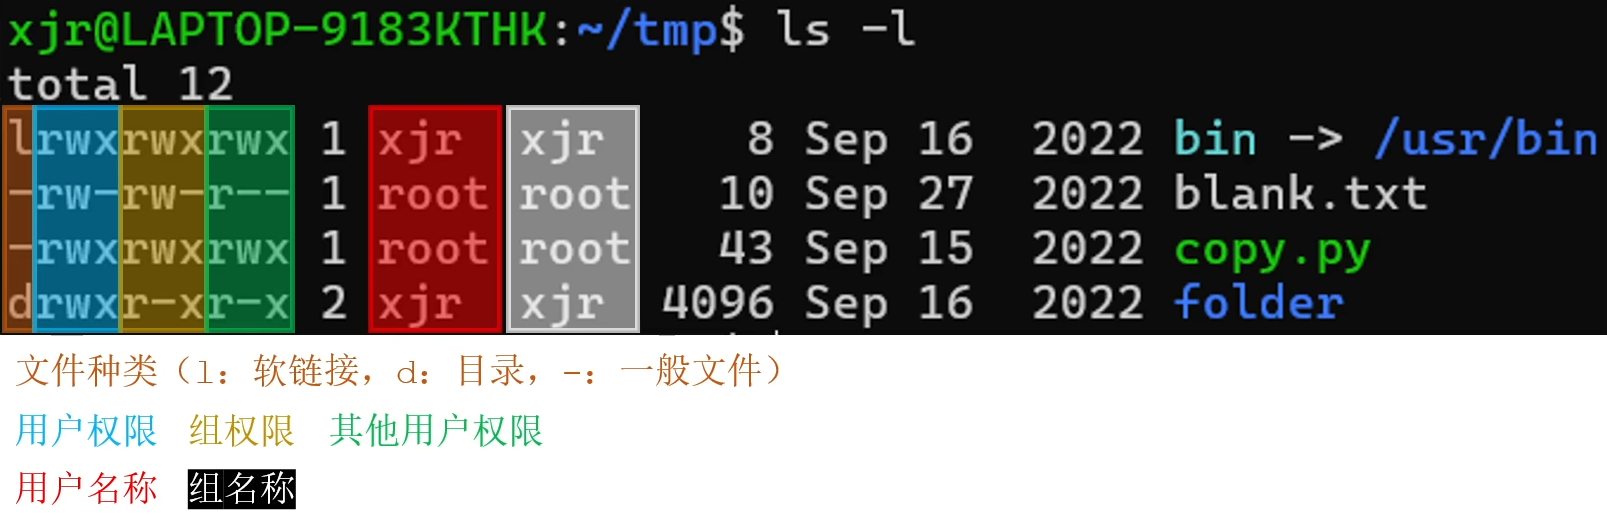 xjr@LAPTOP-9183KTHK:~/tmp$ ls -l
total 12
lrwxrwxrwx 1 xjr xjr 8 Sep 16 2022 bin -> /usr/bin
-rw-rw-r-- 1 root root 10 Sep 27 2022 blank.txt
-rwxrwxrwx 1 root root 43 Sep 15 2022 copy.py
drwxr-xr-x 2 xjr xjr 4096 Sep 16 2022 folder
文件种类（l：软链接，d：目录，-：一般文件）
用户权限 组权限 其他用户权限
用户名称 组名称